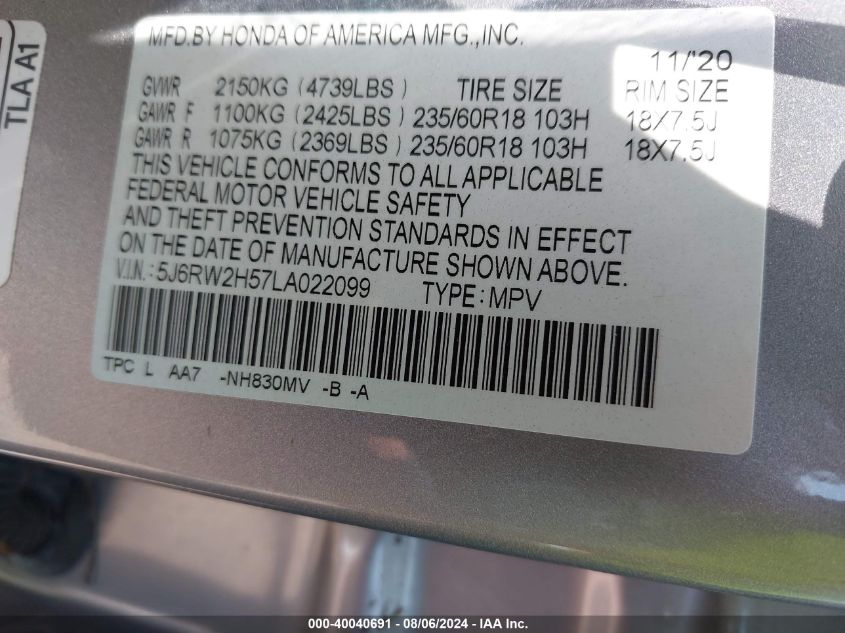 TLA A1
MFD.BY HONDA OF AMERICA MFG.,INC.
11/'20
GVWR 2150KG (4739LBS) TIRE SIZE RIM SIZE
GAWR F 1100KG (2425LBS) 235/60R18 103H 18X7.5J
GAWR R 1075KG (2369LBS) 235/60R18 103H 18X7.5J
THIS VEHICLE CONFORMS TO ALL APPLICABLE
FEDERAL MOTOR VEHICLE SAFETY
AND THEFT PREVENTION STANDARDS IN EFFECT
ON THE DATE OF MANUFACTURE SHOWN ABOVE.
V.I.N.: 5J6RW2H57LA022099 TYPE: MPV
TPC L AA7 -NH830MV -B -A
000-40040691 - 08/06/2024 - IAA Inc.